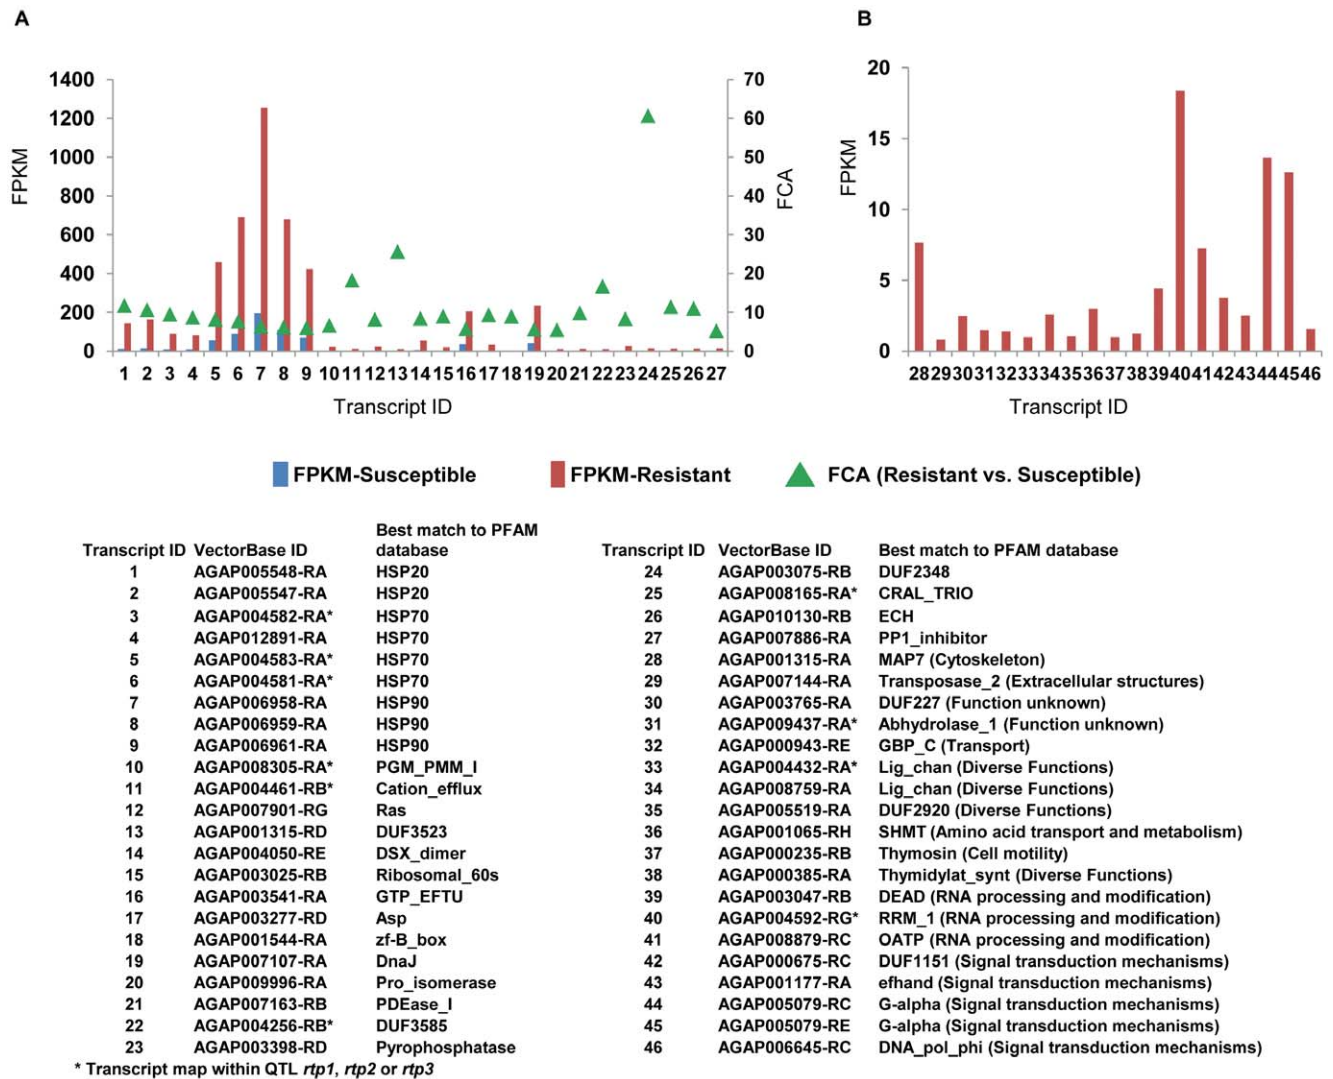 A
B
1400
1200
1000
800
600
400
200
0
FPKM
70
60
50
40
30
20
10
0
FCA
1 2 3 4 5 6 7 8 9 10 11 12 13 14 15 16 17 18 19 20 21 22 23 24 25 26 27
Transcript ID
20
15
10
5
0
FPKM
28 29 30 31 32 33 34 35 36 37 38 39 40 41 42 43 44 45 46
Transcript ID
FPKM-Susceptible FPKM-Resistant FCA (Resistant vs. Susceptible)
Transcript ID VectorBase ID Best match to PFAM database
1 AGAP005548-RA HSP20
2 AGAP005547-RA HSP20
3 AGAP004582-RA* HSP70
4 AGAP012891-RA HSP70
5 AGAP004583-RA* HSP70
6 AGAP004581-RA* HSP70
7 AGAP006958-RA HSP90
8 AGAP006959-RA HSP90
9 AGAP006961-RA HSP90
10 AGAP008305-RA* PGM_PMM_I
11 AGAP004461-RB* Cation_efflux
12 AGAP007901-RG Ras
13 AGAP001315-RD DUF3523
14 AGAP004050-RE DSX_dimer
15 AGAP003025-RB Ribosomal_60s
16 AGAP003541-RA GTP_EFTU
17 AGAP003277-RD Asp
18 AGAP001544-RA zf-B_box
19 AGAP007107-RA DnaJ
20 AGAP009996-RA Pro_isomerase
21 AGAP007163-RB PDEase_I
22 AGAP004256-RB* DUF3585
23 AGAP003398-RD Pyrophosphatase
Transcript ID VectorBase ID Best match to PFAM database
24 AGAP003075-RB DUF2348
25 AGAP008165-RA* CRAL_TRIO
26 AGAP010130-RB ECH
27 AGAP007886-RA PP1_inhibitor
28 AGAP001315-RA MAP7 (Cytoskeleton)
29 AGAP007144-RA Transposase_2 (Extracellular structures)
30 AGAP003765-RA DUF227 (Function unknown)
31 AGAP009437-RA* Abhydrolase_1 (Function unknown)
32 AGAP000943-RE GBP_C (Transport)
33 AGAP004432-RA* Lig_chan (Diverse Functions)
34 AGAP008759-RA Lig_chan (Diverse Functions)
35 AGAP005519-RA DUF2920 (Diverse Functions)
36 AGAP001065-RH SHMT (Amino acid transport and metabolism)
37 AGAP000235-RB Thymosin (Cell motility)
38 AGAP000385-RA Thymidylat_synt (Diverse Functions)
39 AGAP003047-RB DEAD (RNA processing and modification)
40 AGAP004592-RG* RRM_1 (RNA processing and modification)
41 AGAP008879-RC OATP (RNA processing and modification)
42 AGAP000675-RC DUF1151 (Signal transduction mechanisms)
43 AGAP001177-RA efhand (Signal transduction mechanisms)
44 AGAP005079-RC G-alpha (Signal transduction mechanisms)
45 AGAP005079-RE G-alpha (Signal transduction mechanisms)
46 AGAP006645-RC DNA_pol_phi (Signal transduction mechanisms)
* Transcript map within QTL rtp1, rtp2 or rtp3